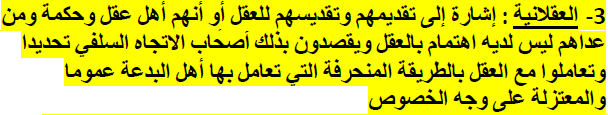 3- العقلانية : إشارة إلى تقديمهم وتقديسهم للعقل أو أنهم أهل عقل وحكمة ومن
عداهم ليس لديه اهتمام بالعقل ويقصدون بذلك أصحاب الاتجاه السلفي تحديدا
وتعاملوا مع العقل بالطريقة المنحرفة التي تعامل بها أهل البدعة عموما
والمعتزلة على وجه الخصوص